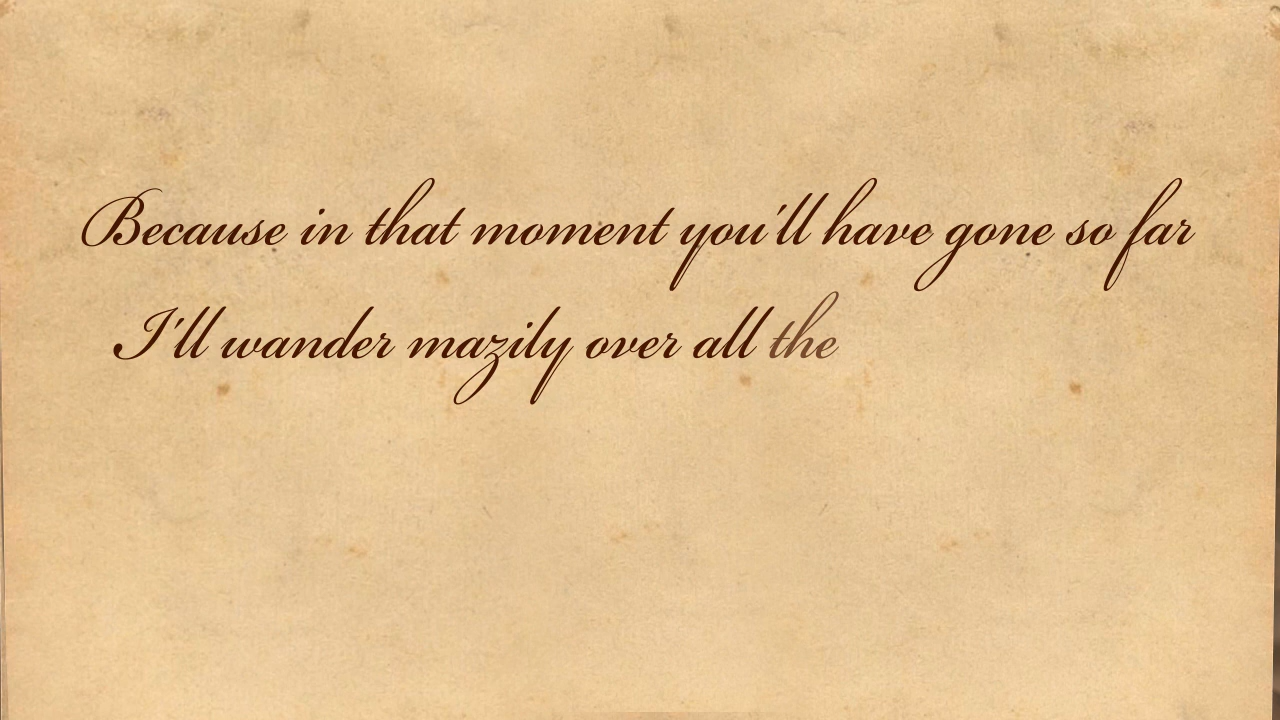 Because in that moment you'll have gone so far
I'll wander mazily over all the